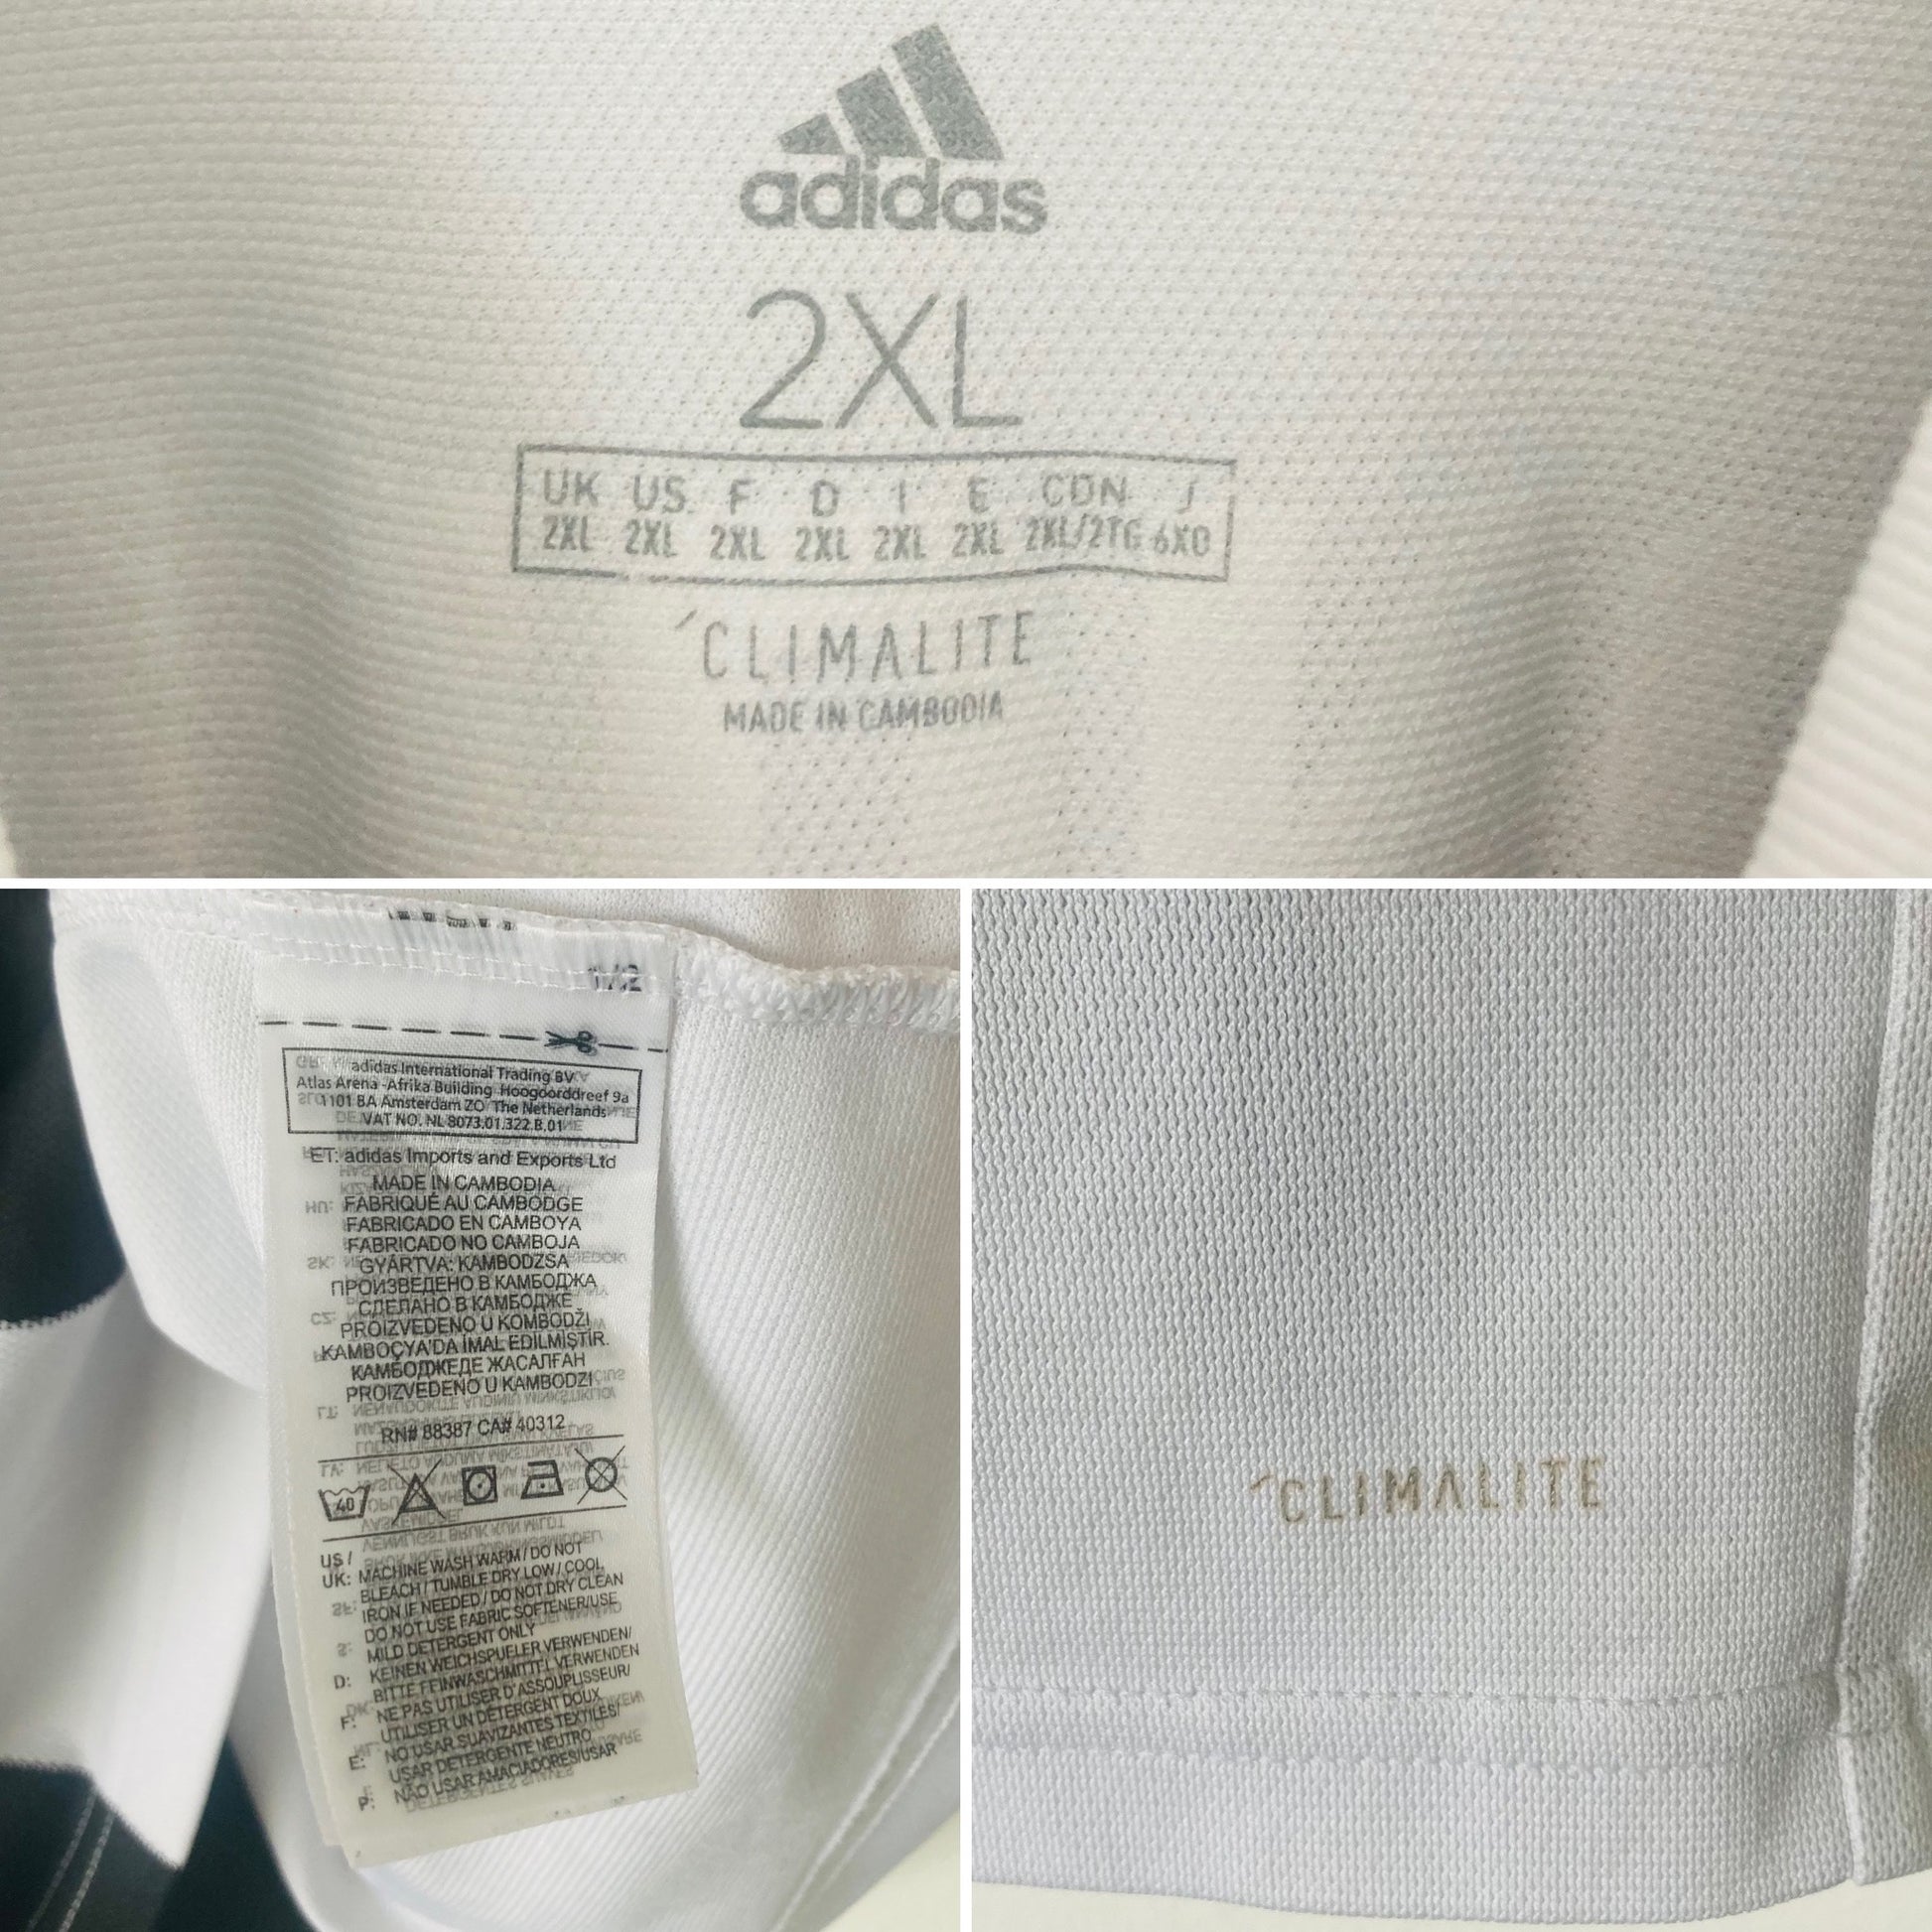 adidas
2XL
UK US F D I E CDN J
2XL 2XL 2XL 2XL 2XL 2XL 2XL/2TG 6XO
CLIMALITE
MADE IN CAMBODIA
1/12
adidas International Trading BV
Atlas Arena -Afrika Building Hoogoorddreef 9a
1101 BA Amsterdam ZO The Netherlands
VAT NO. NL 8073.01.322.B.01
ET: adidas Imports and Exports Ltd
MADE IN CAMBODIA
FABRIQUÉ AU CAMBODGE
FABRICADO EN CAMBOYA
FABRICADO NO CAMBOJA
GYÁRTVA: KAMBODZSA
ПРОИЗВЕДЕНО В КАМБОДЖА
СДЕЛАНО В КАМБОДЖЕ
PROIZVEDENO U KOMBODŽI
KAMBOÇYA'DA İMAL EDİLMİŞTİR.
КАМБОДЖЕДЕ ЖАСАЛҒАН
PROIZVEDENO U KAMBODZI
RN# 88387 CA# 40312
40
US /
UK: MACHINE WASH WARM / DO NOT
BLEACH / TUMBLE DRY LOW / COOL
IRON IF NEEDED / DO NOT DRY CLEAN
DO NOT USE FABRIC SOFTENER/USE
MILD DETERGENT ONLY
D: KEINEN WEICHSPUELER VERWENDEN/
BITTE FEINWASCHMITTEL VERWENDEN
F: NE PAS UTILISER D'ASSOUPLISSEUR/
UTILISER UN DETERGENT DOUX
E: NO USAR SUAVIZANTES TEXTILES/
USAR DETERGENTE NEUTRO
P: NÃO USAR AMACIADORES/USAR
CLIMALITE